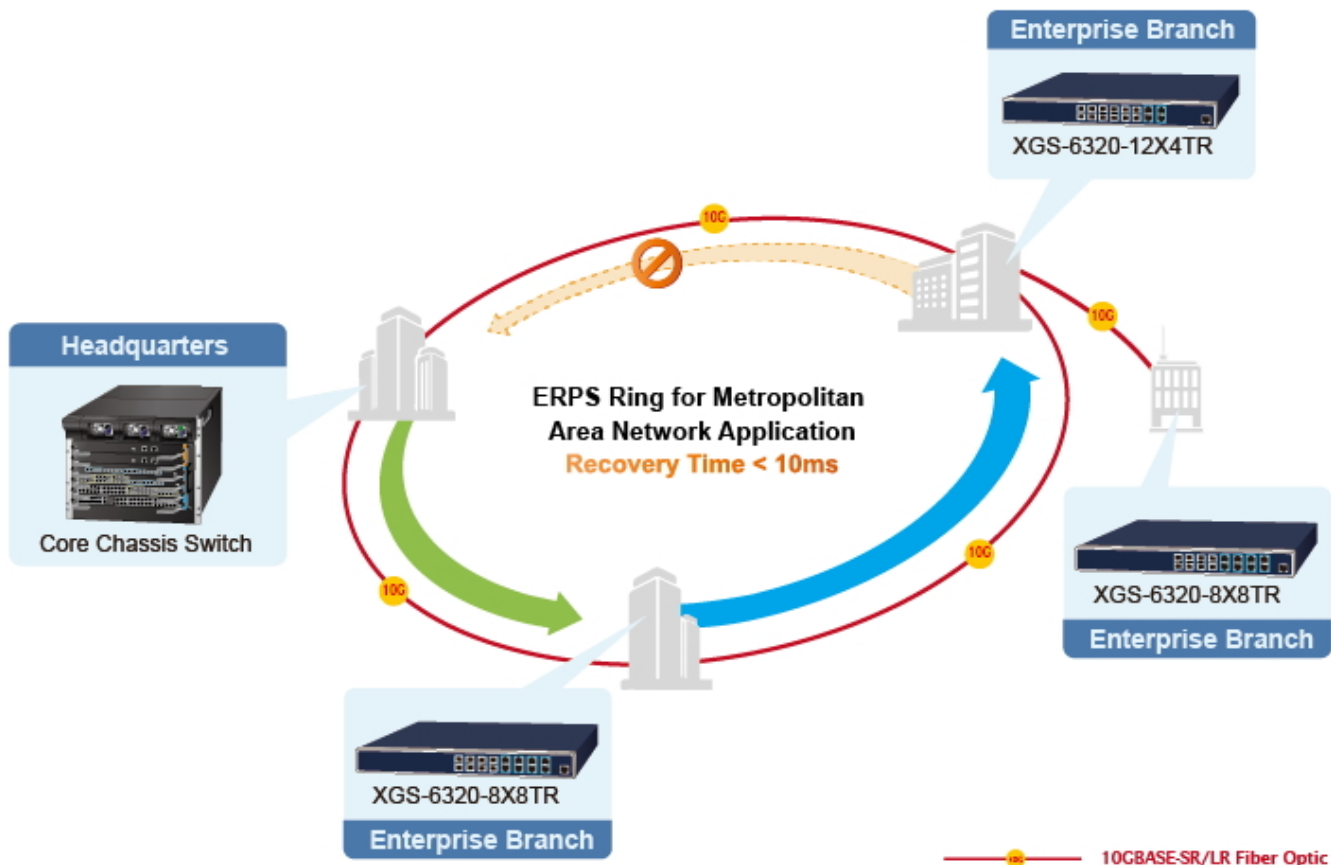 Enterprise Branch
XGS-6320-12X4TR
10G
10G
Headquarters
Core Chassis Switch
ERPS Ring for Metropolitan
Area Network Application
Recovery Time < 10ms
10G
10G
XGS-6320-8X8TR
Enterprise Branch
XGS-6320-8X8TR
Enterprise Branch
10G 10GBASE-SR/LR Fiber Optic